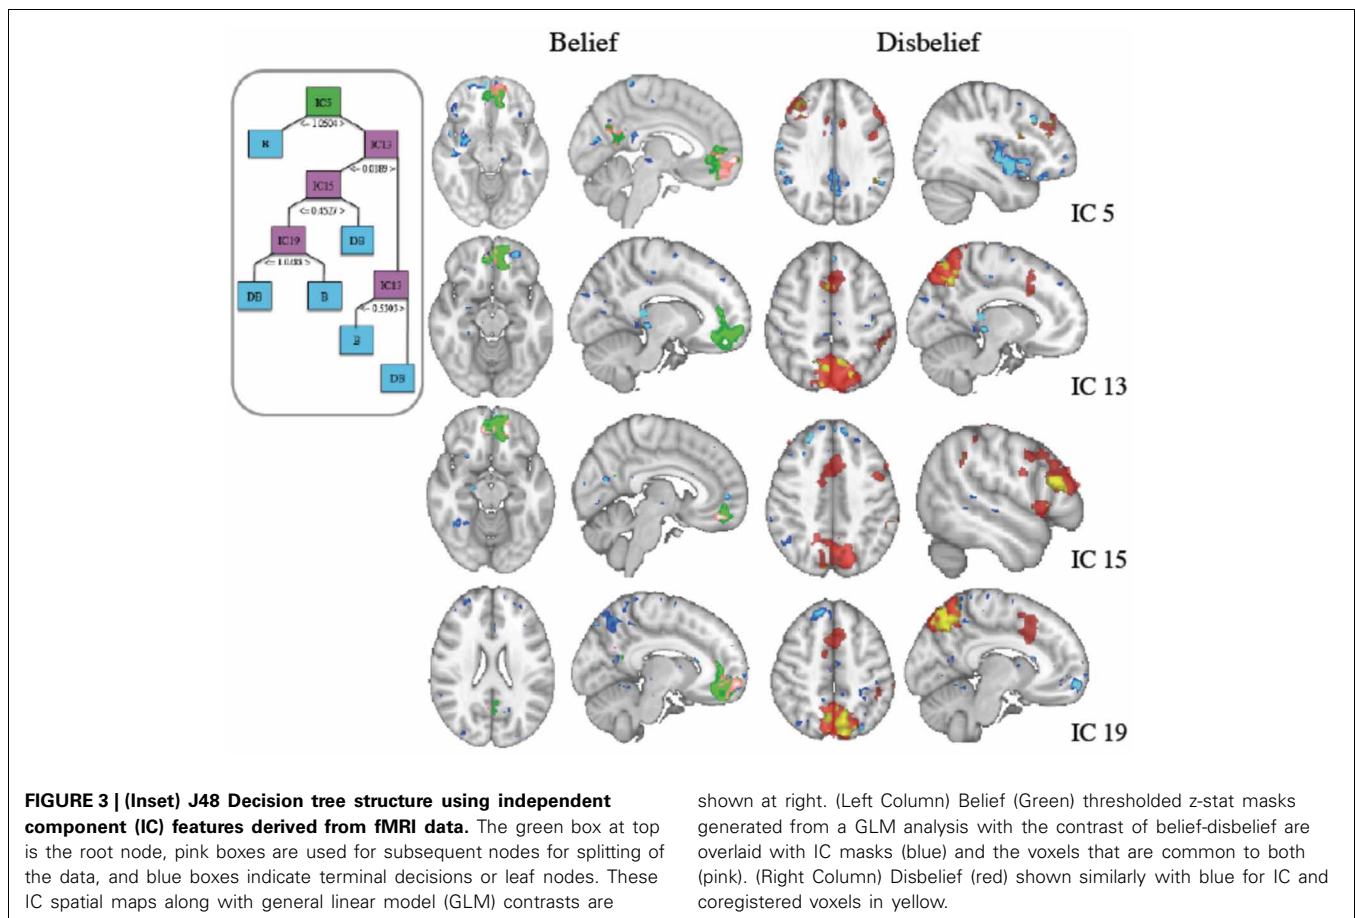 Belief
Disbelief
IC5
<= 1.0504 >
B
IC13
<= 0.0389 >
IC15
<= 0.4527 >
IC19
DB
DB
B
IC13
B
DB
IC 5
IC 13
IC 15
IC 19
FIGURE 3 | (Inset) J48 Decision tree structure using independent
component (IC) features derived from fMRI data. The green box at top
is the root node, pink boxes are used for subsequent nodes for splitting of
the data, and blue boxes indicate terminal decisions or leaf nodes. These
IC spatial maps along with general linear model (GLM) contrasts are
shown at right. (Left Column) Belief (Green) thresholded z-stat masks
generated from a GLM analysis with the contrast of belief-disbelief are
overlaid with IC masks (blue) and the voxels that are common to both
(pink). (Right Column) Disbelief (red) shown similarly with blue for IC and
coregistered voxels in yellow.